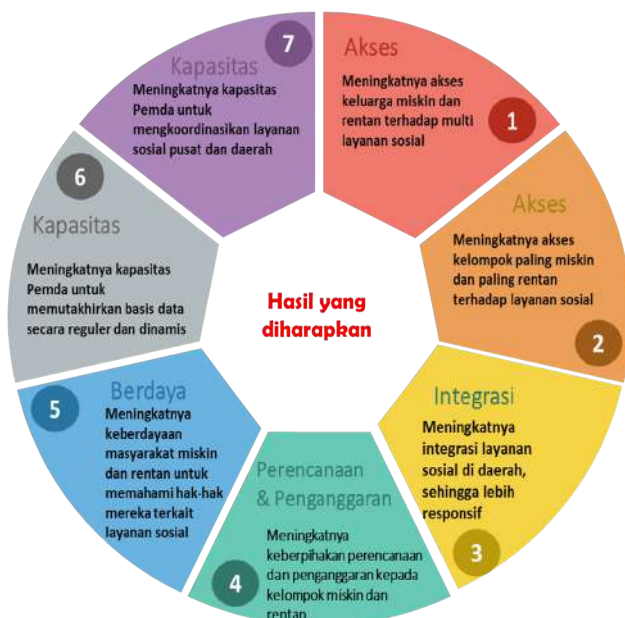 Hasil yang
diharapkan
1
Akses
Meningkatnya akses
keluarga miskin dan
rentan terhadap multi
layanan sosial
2
Akses
Meningkatnya akses
kelompok paling miskin
dan paling rentan
terhadap layanan sosial
3
Integrasi
Meningkatnya
integrasi layanan
sosial di daerah,
sehingga lebih
responsif
4
Perencanaan
& Penganggaran
Meningkatnya
keberpihakan perencanaan
dan penganggaran kepada
kelompok miskin dan
rentan
5
Berdaya
Meningkatnya
keberdayaan
masyarakat miskin
dan rentan untuk
memahami hak-hak
mereka terkait
layanan sosial
6
Kapasitas
Meningkatnya kapasitas
Pemda untuk
memutakhirkan basis data
secara reguler dan dinamis
7
Kapasitas
Meningkatnya kapasitas
Pemda untuk
mengkoordinasikan layanan
sosial pusat dan daerah